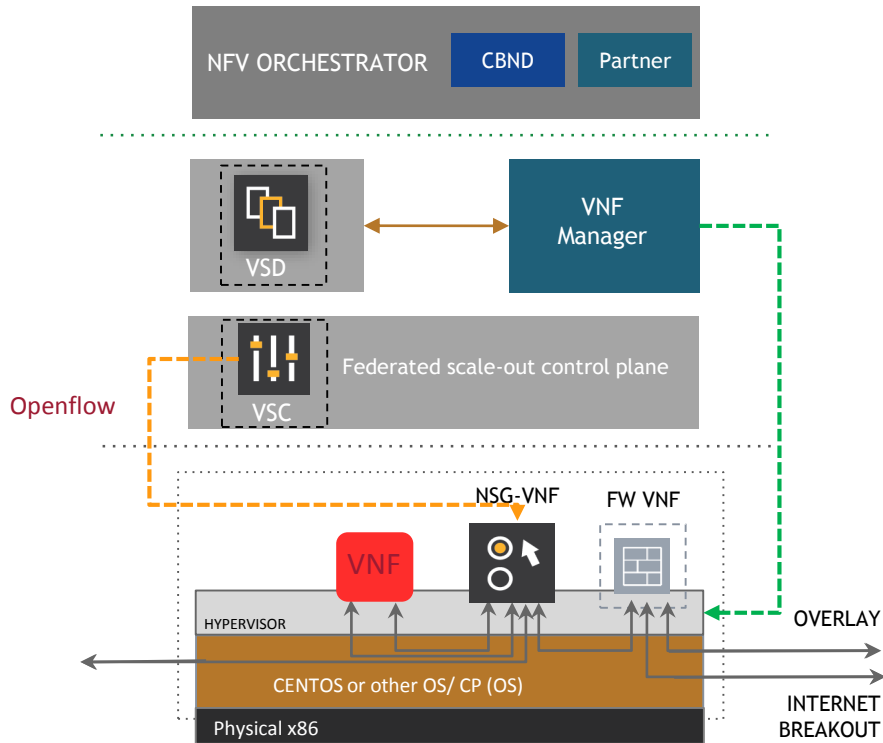 NFV ORCHESTRATOR
CBND
Partner
VSD
VNF
Manager
Federated scale-out control plane
VSC
Openflow
NSG-VNF
FW VNF
VNF
HYPERVISOR
OVERLAY
CENTOS or other OS/ CP (OS)
INTERNET
BREAKOUT
Physical x86